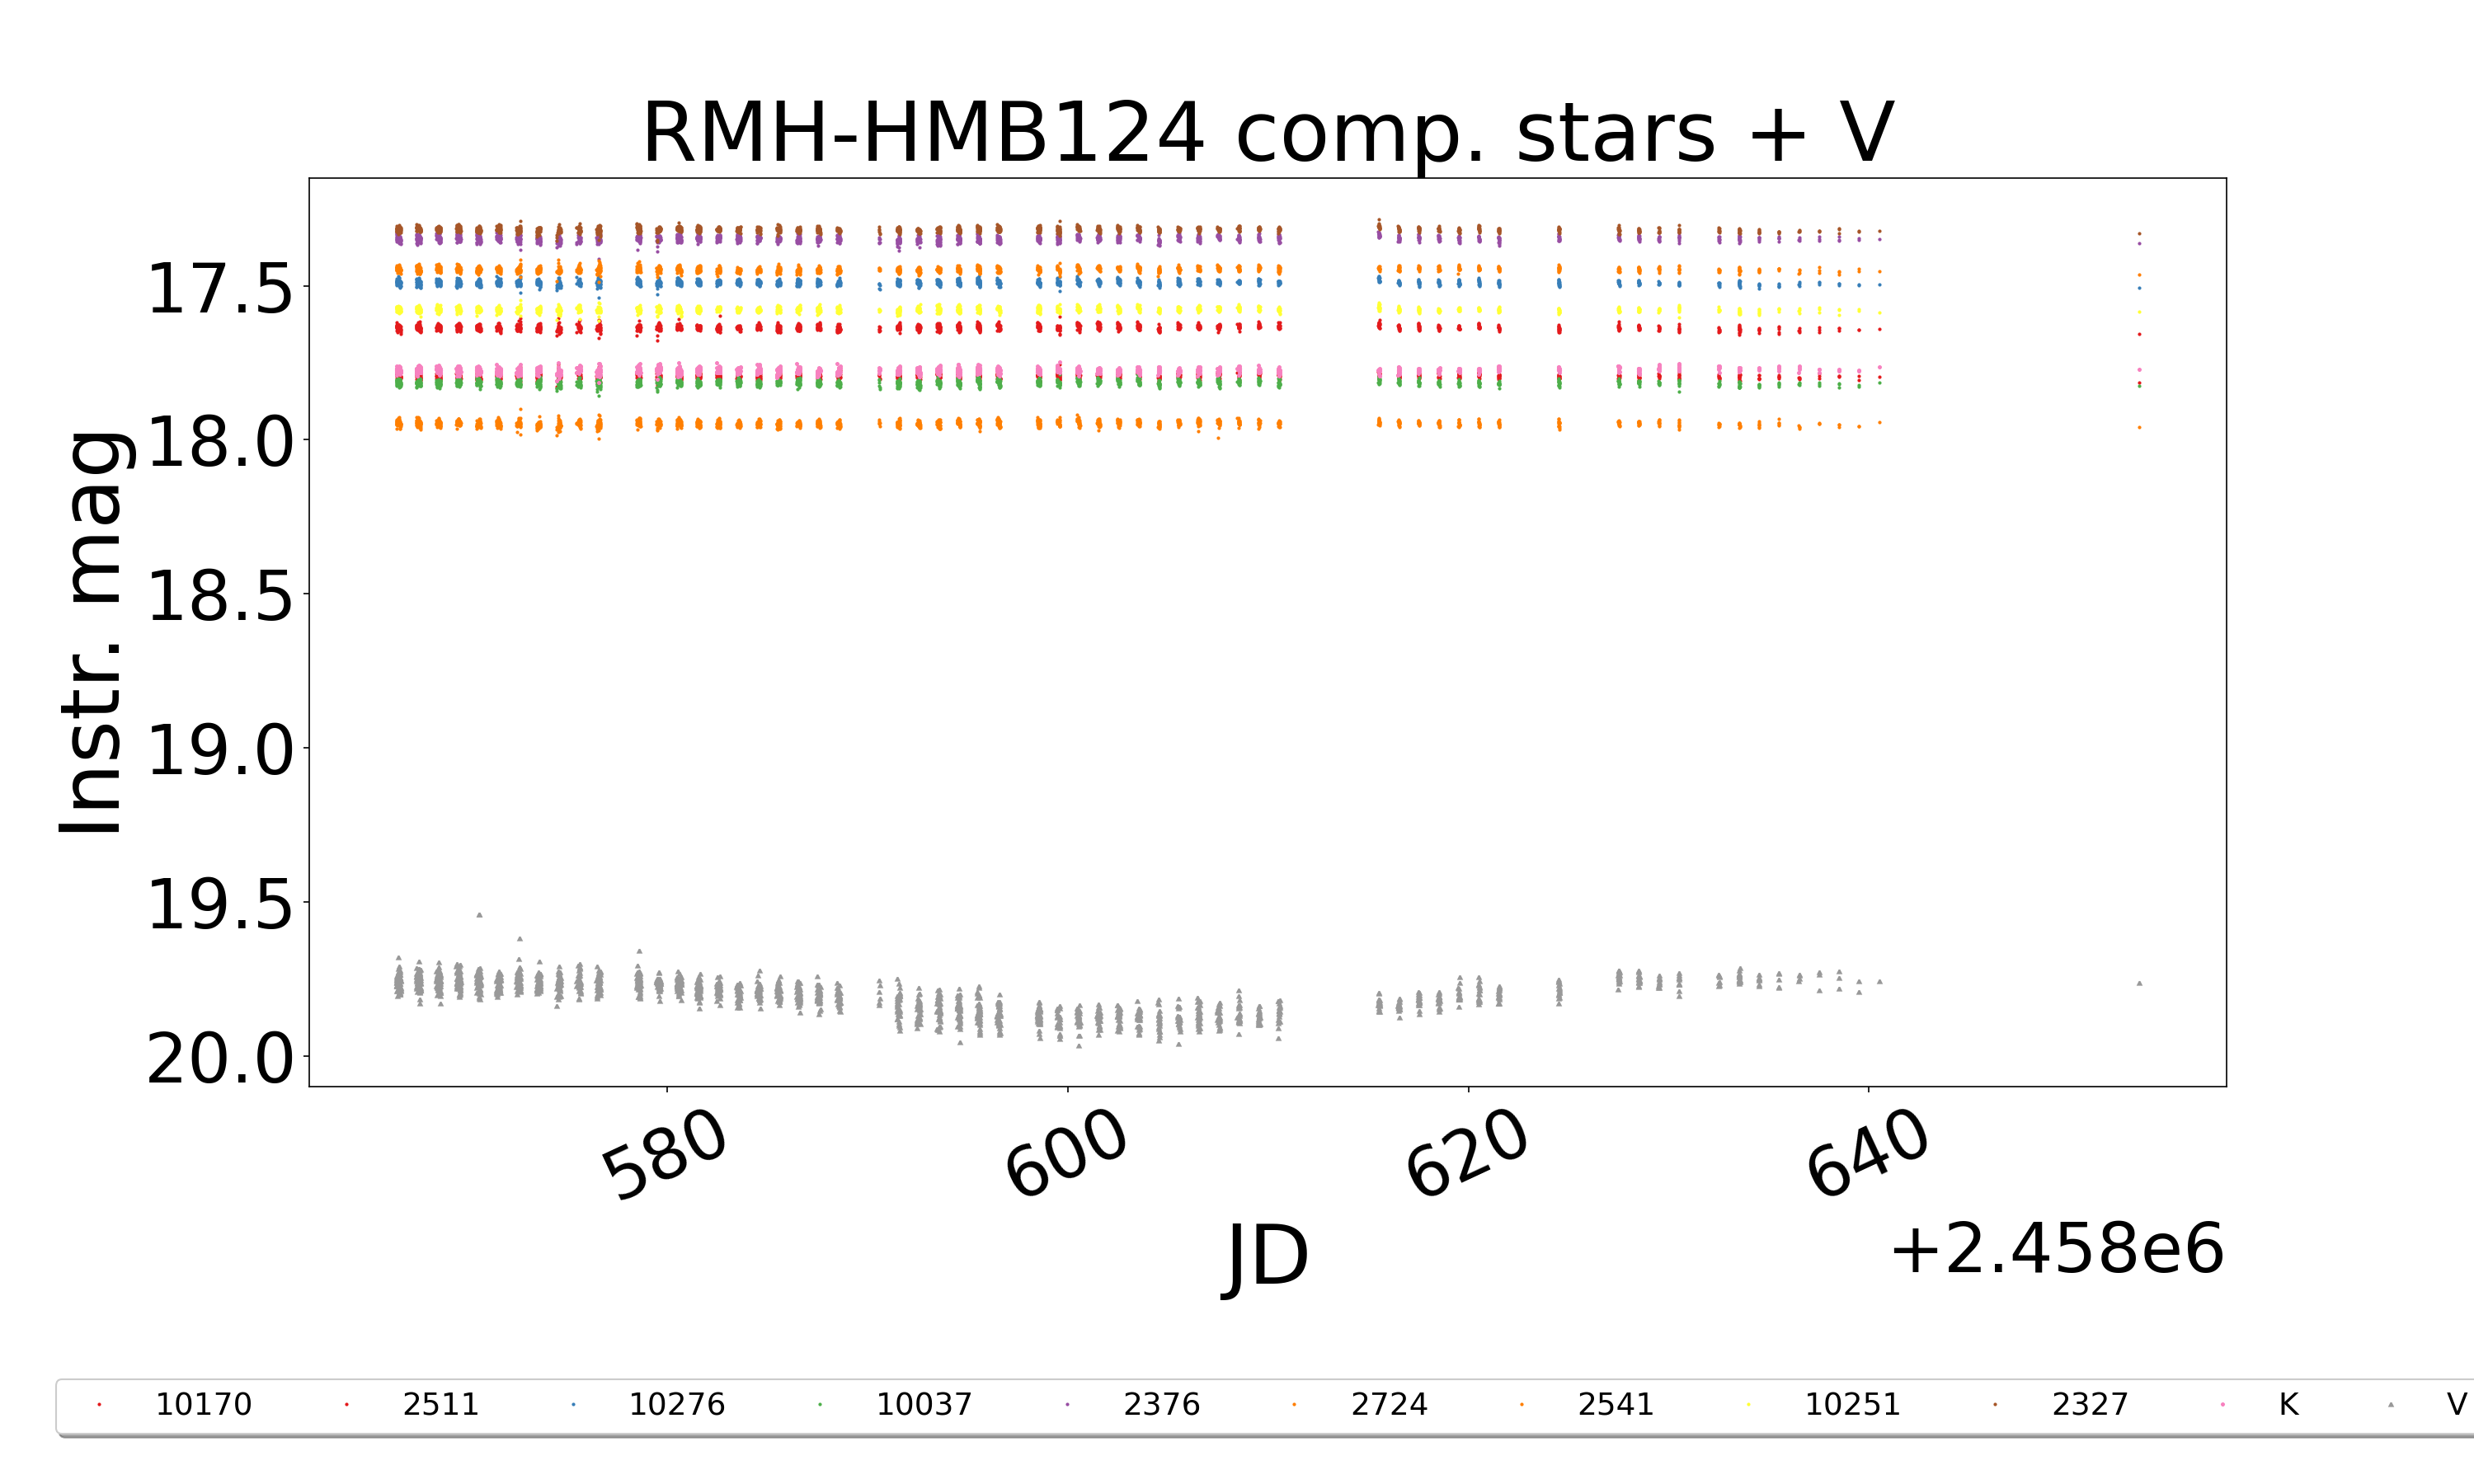 RMH-HMB124 comp. stars + V
Instr. mag
17.5
18.0
18.5
19.0
19.5
20.0
580
600
620
640
JD
+2.458e6
10170 2511 10276 10037 2376 2724 2541 10251 2327 K V